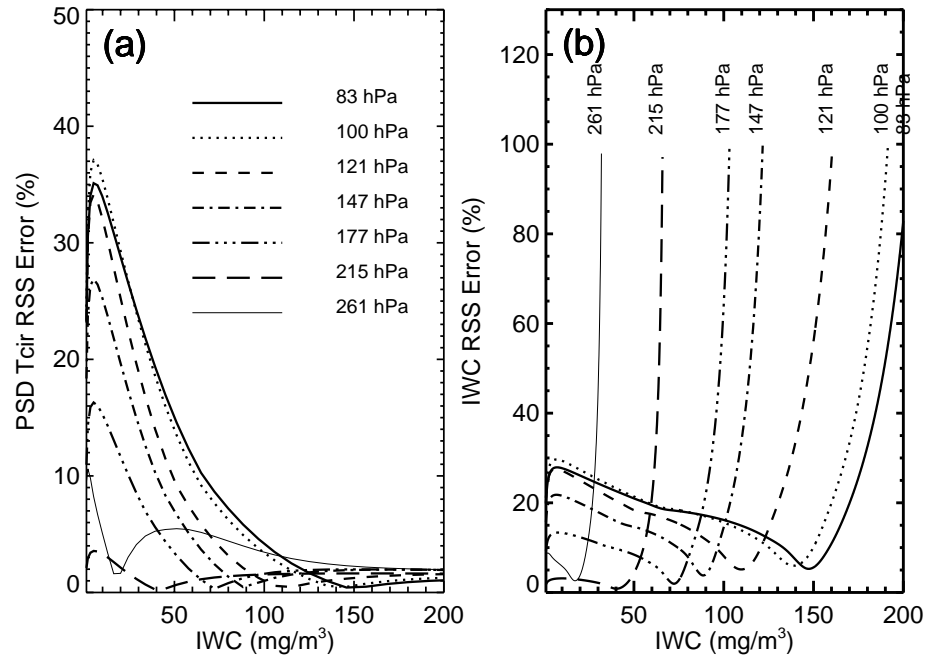 (a)
50
40
30
20
10
0
PSD Tcir RSS Error (%)
83 hPa
100 hPa
121 hPa
147 hPa
177 hPa
215 hPa
261 hPa
50 100 150 200
IWC (mg/m³)
(b)
120
100
80
60
40
20
0
IWC RSS Error (%)
261 hPa
215 hPa
177 hPa
147 hPa
121 hPa
100 hPa
83 hPa
50 100 150 200
IWC (mg/m³)